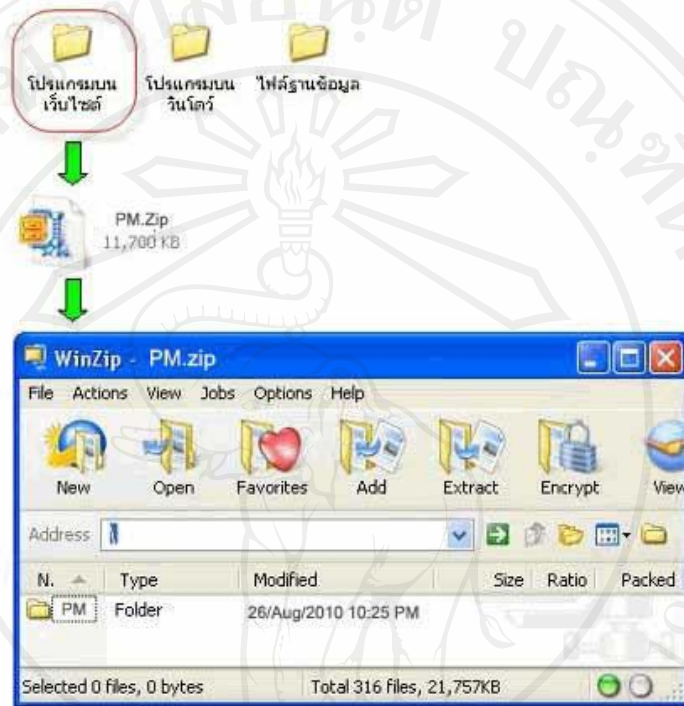 โปรแกรมบน
เว็บไซต์
โปรแกรมบน
วินโดว์
ไฟล์ฐานข้อมูล
PM.Zip
11,700 KB
WinZip - PM.zip
File Actions View Jobs Options Help
New Open Favorites Add Extract Encrypt View
Address
N. Type Modified Size Ratio Packed
PM Folder 26/Aug/2010 10:25 PM
Selected 0 files, 0 bytes Total 316 files, 21,757KB